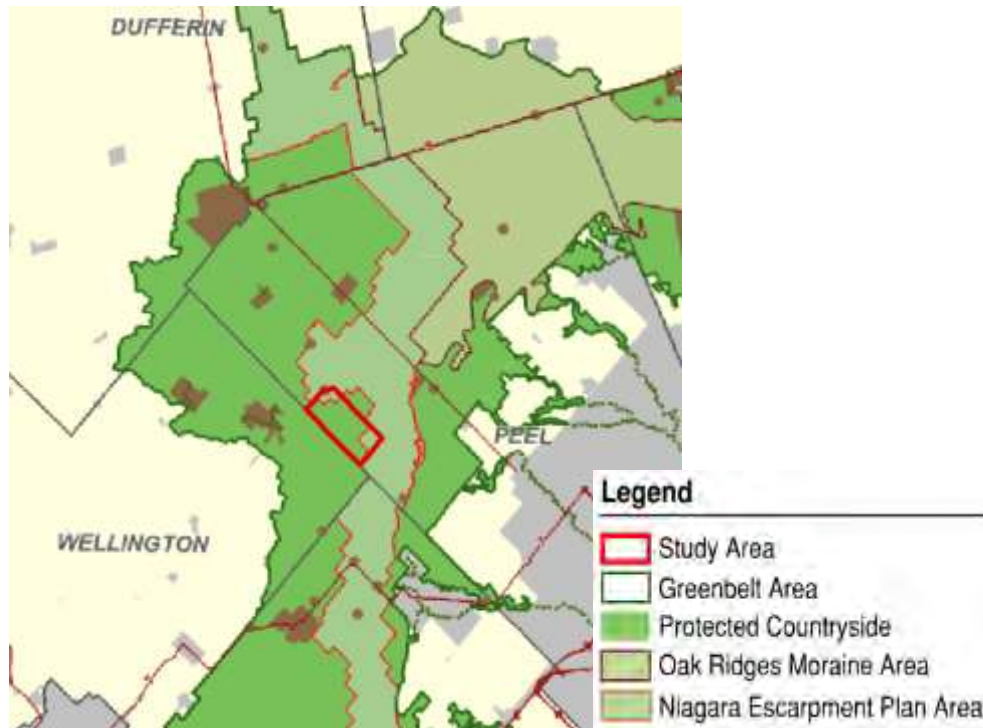 DUFFERIN
PEEL
WELLINGTON
Legend
Study Area
Greenbelt Area
Protected Countryside
Oak Ridges Moraine Area
Niagara Escarpment Plan Area